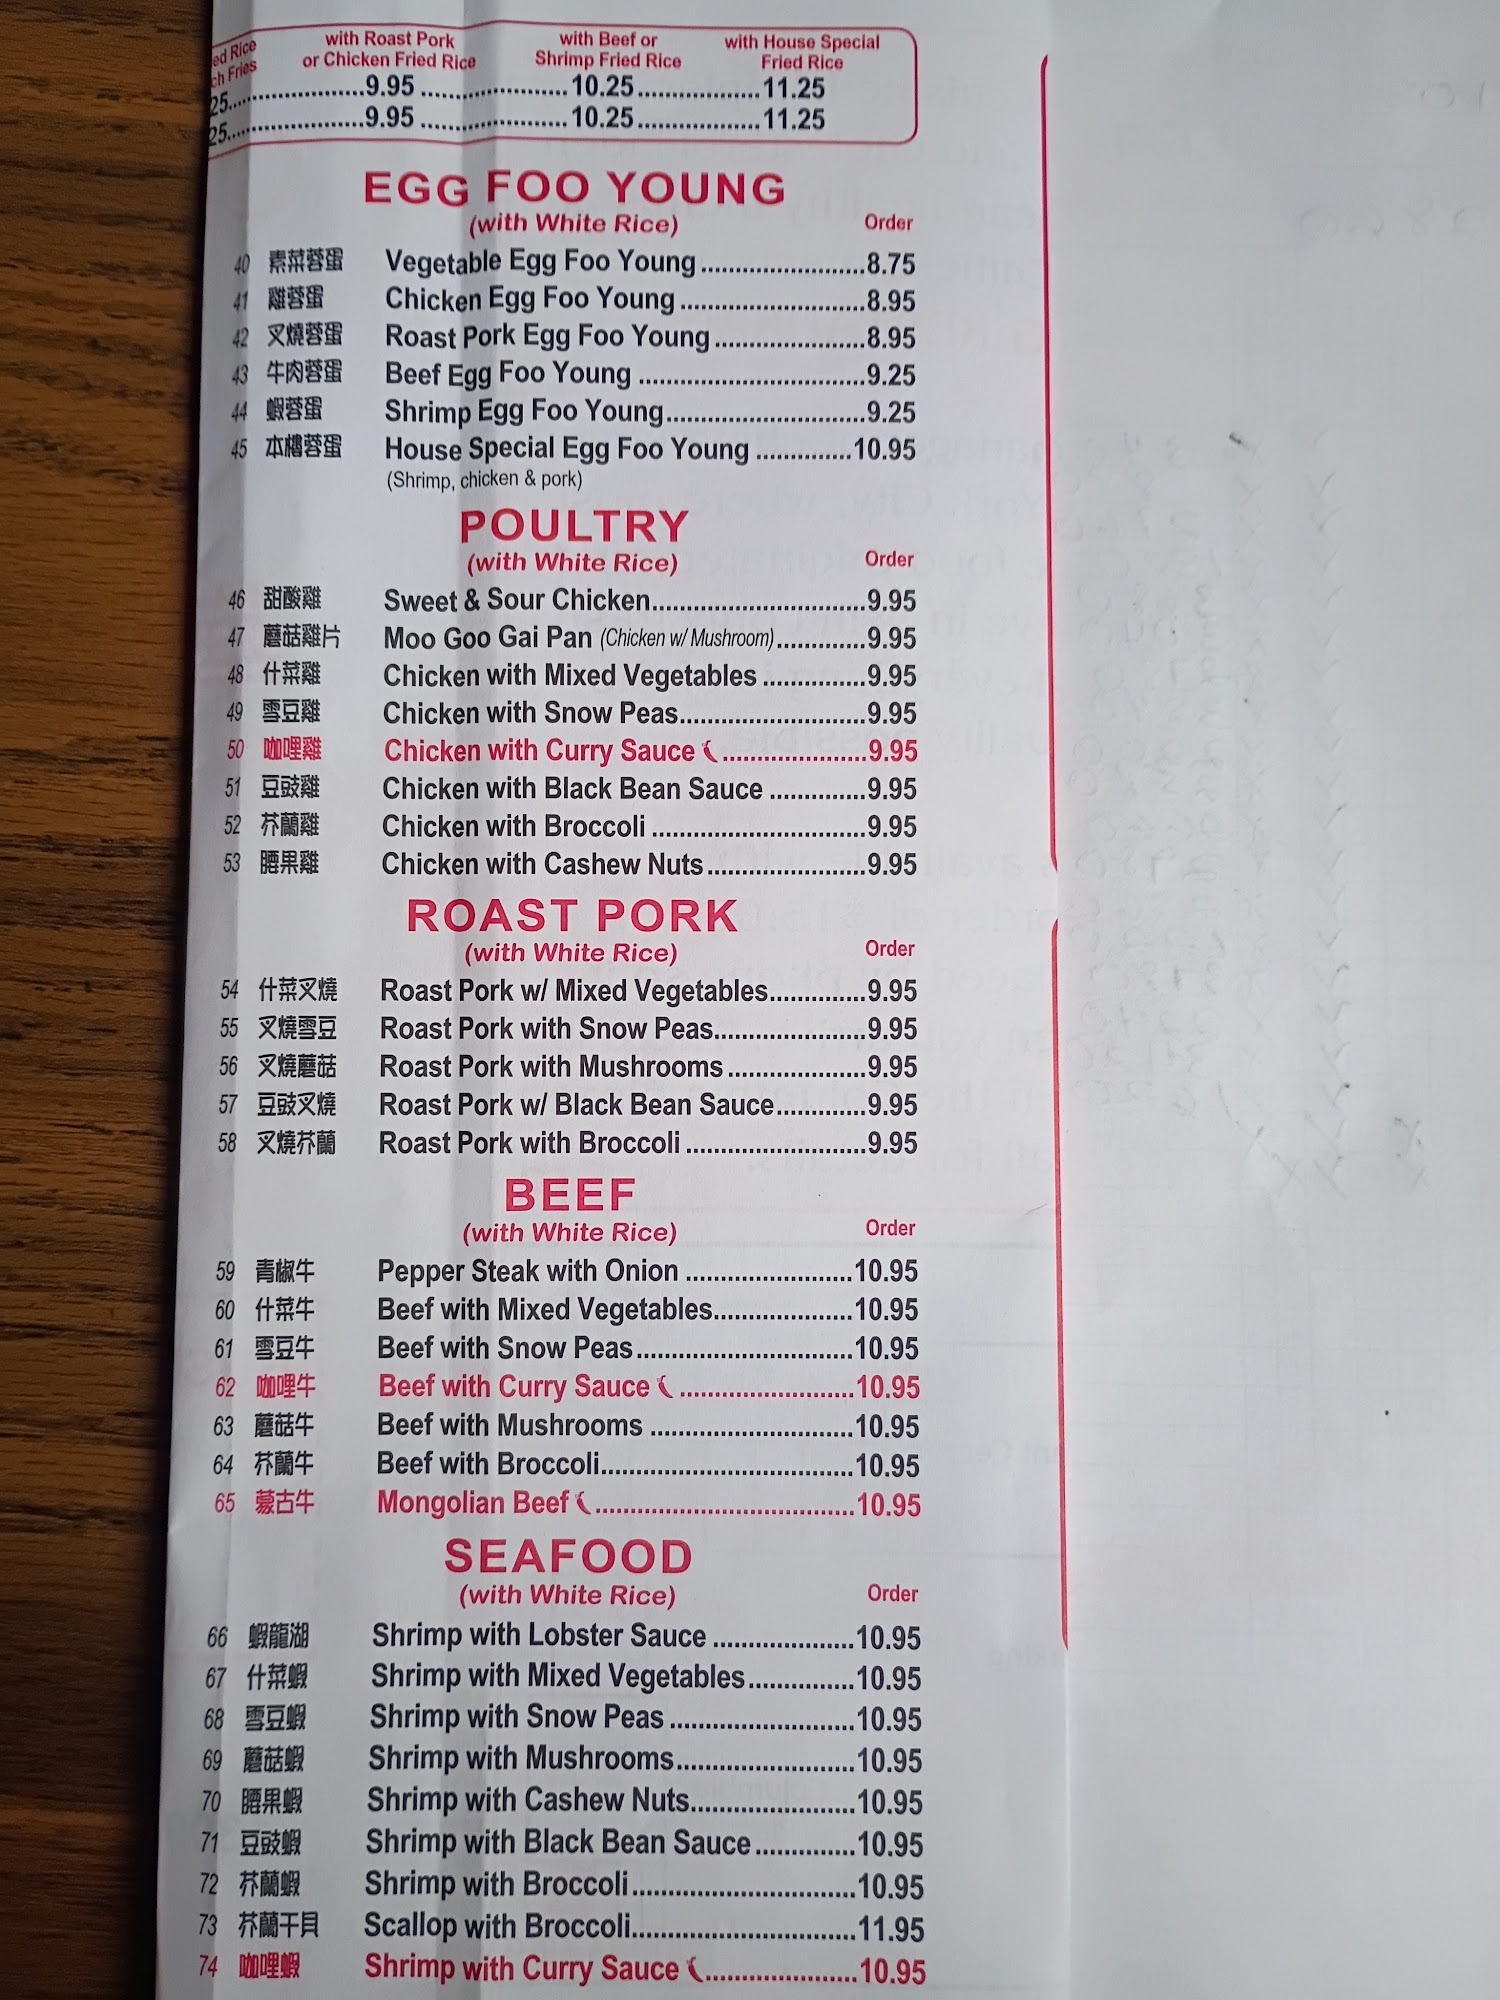 ed Rice with Roast Pork with Beef or with House Special
ch Fries or Chicken Fried Rice Shrimp Fried Rice Fried Rice
25....................9.95......................10.25..................11.25
25....................9.95......................10.25..................11.25
EGG FOO YOUNG
(with White Rice) Order
40 素菜蓉蛋 Vegetable Egg Foo Young........................8.75
41 雞蓉蛋 Chicken Egg Foo Young...........................8.95
42 叉燒蓉蛋 Roast Pork Egg Foo Young......................8.95
43 牛肉蓉蛋 Beef Egg Foo Young.................................9.25
44 蝦蓉蛋 Shrimp Egg Foo Young.............................9.25
45 本樓蓉蛋 House Special Egg Foo Young..............10.95
(Shrimp, chicken & pork)
POULTRY
(with White Rice) Order
46 甜酸雞 Sweet & Sour Chicken...............................9.95
47 蘑菇雞片 Moo Goo Gai Pan (Chicken w/ Mushroom).............9.95
48 什菜雞 Chicken with Mixed Vegetables...............9.95
49 雪豆雞 Chicken with Snow Peas...........................9.95
50 咖哩雞 Chicken with Curry Sauce.....................9.95
51 豆豉雞 Chicken with Black Bean Sauce..............9.95
52 芥蘭雞 Chicken with Broccoli...............................9.95
53 腰果雞 Chicken with Cashew Nuts.......................9.95
ROAST PORK
(with White Rice) Order
54 什菜叉燒 Roast Pork w/ Mixed Vegetables..............9.95
55 叉燒雪豆 Roast Pork with Snow Peas......................9.95
56 叉燒蘑菇 Roast Pork with Mushrooms....................9.95
57 豆豉叉燒 Roast Pork w/ Black Bean Sauce.............9.95
58 叉燒芥蘭 Roast Pork with Broccoli..........................9.95
BEEF
(with White Rice) Order
59 青椒牛 Pepper Steak with Onion........................10.95
60 什菜牛 Beef with Mixed Vegetables....................10.95
61 雪豆牛 Beef with Snow Peas...............................10.95
62 咖哩牛 Beef with Curry Sauce.........................10.95
63 蘑菇牛 Beef with Mushrooms.............................10.95
64 芥蘭牛 Beef with Broccoli....................................10.95
65 蒙古牛 Mongolian Beef.....................................10.95
SEAFOOD
(with White Rice) Order
66 蝦龍湖 Shrimp with Lobster Sauce.....................10.95
67 什菜蝦 Shrimp with Mixed Vegetables...............10.95
68 雪豆蝦 Shrimp with Snow Peas...........................10.95
69 蘑菇蝦 Shrimp with Mushrooms..........................10.95
70 腰果蝦 Shrimp with Cashew Nuts........................10.95
71 豆豉蝦 Shrimp with Black Bean Sauce..............10.95
72 芥蘭蝦 Shrimp with Broccoli................................10.95
73 芥蘭干貝 Scallop with Broccoli................................11.95
74 咖哩蝦 Shrimp with Curry Sauce......................10.95